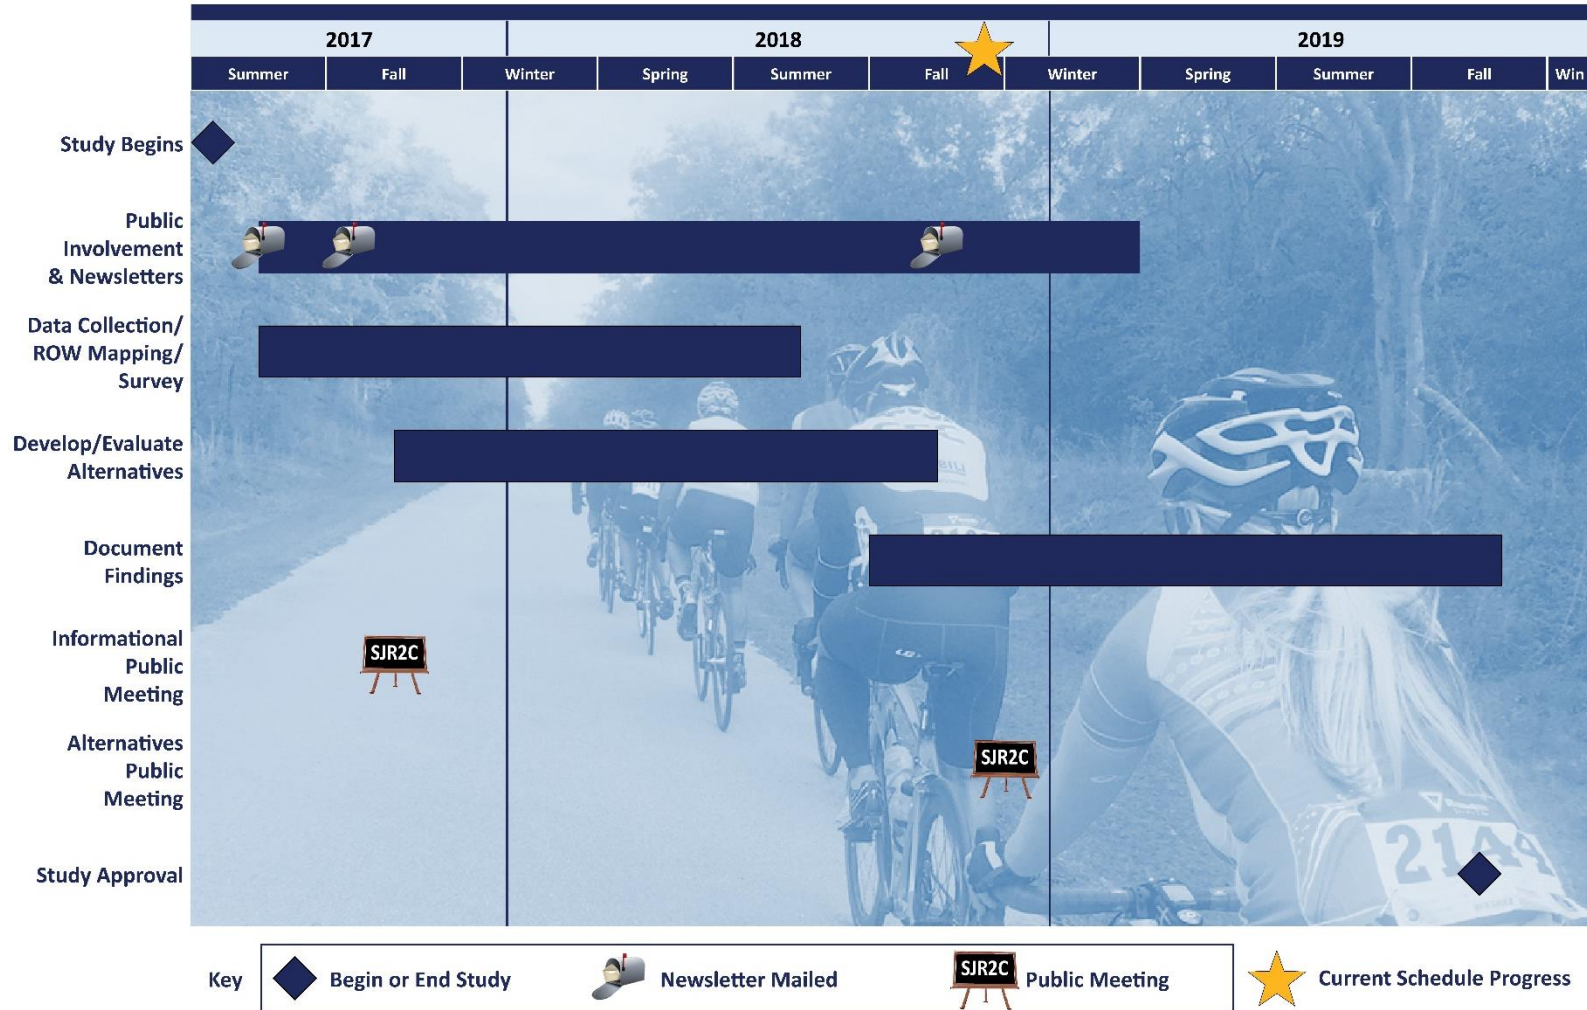 2017 2018 2019
Summer Fall Winter Spring Summer Fall Winter Spring Summer Fall Win
Study Begins
Public
Involvement
& Newsletters
Data Collection/
ROW Mapping/
Survey
Develop/Evaluate
Alternatives
Document
Findings
Informational
Public
Meeting
SJR2C
Alternatives
Public
Meeting
SJR2C
Study Approval
Key
Begin or End Study
Newsletter Mailed
SJR2C
Public Meeting
Current Schedule Progress